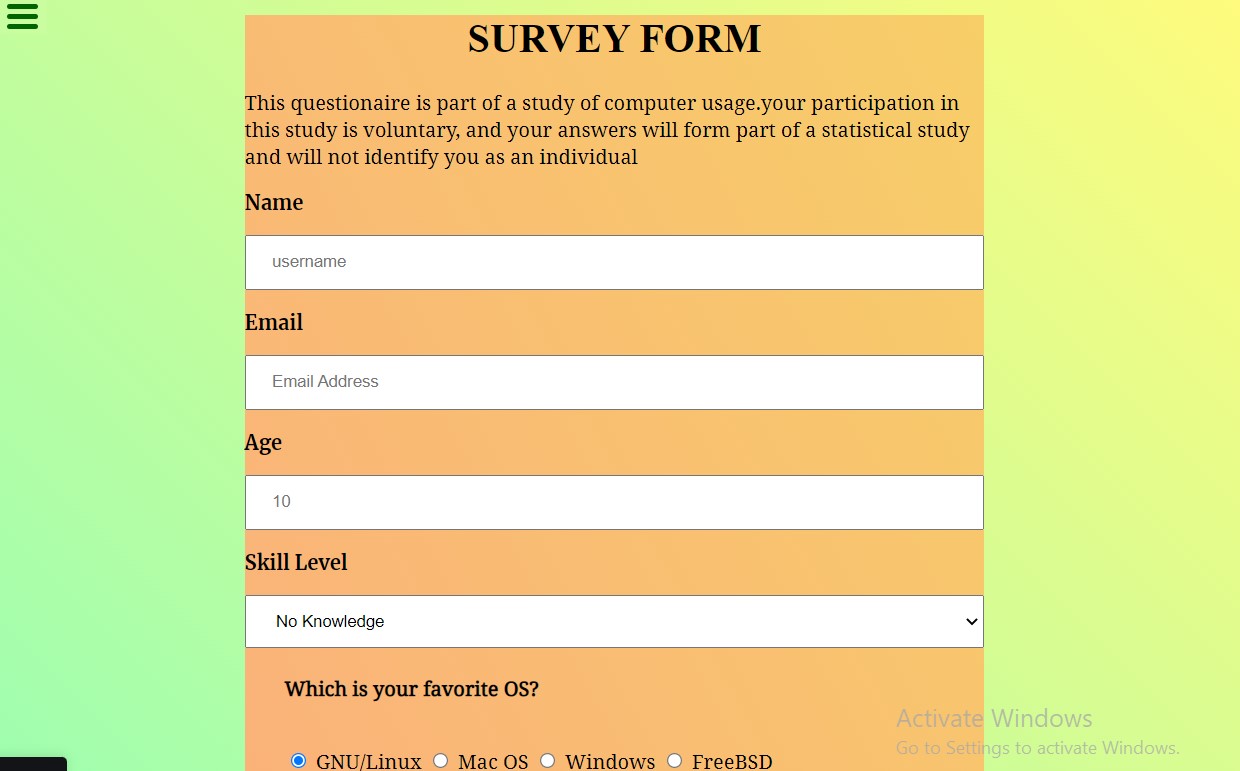 SURVEY FORM
This questionaire is part of a study of computer usage.your participation in
this study is voluntary, and your answers will form part of a statistical study
and will not identify you as an individual
Name
username
Email
Email Address
Age
10
Skill Level
No Knowledge
Which is your favorite OS?
GNU/Linux Mac OS Windows FreeBSD
Activate Windows
Go to Settings to activate Windows.